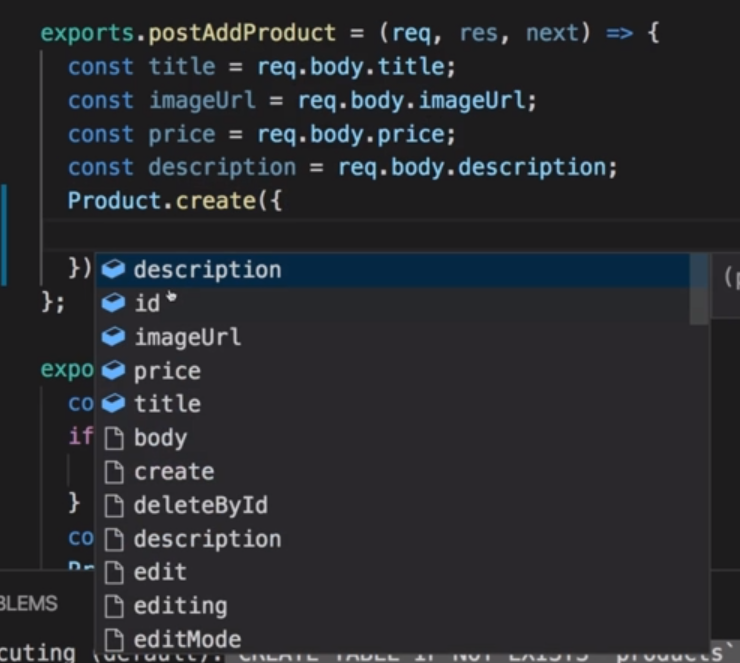 exports.postAddProduct = (req, res, next) => {
const title = req.body.title;
const imageUrl = req.body.imageUrl;
const price = req.body.price;
const description = req.body.description;
Product.create({
description
(
})
id
};
imageUrl
expo
price
co
title
if
body
create
}
deleteById
co
description
edit
BLEMS
editing
editMode
cuting (default): CREATE TABLE IF NOT EXISTS `products`